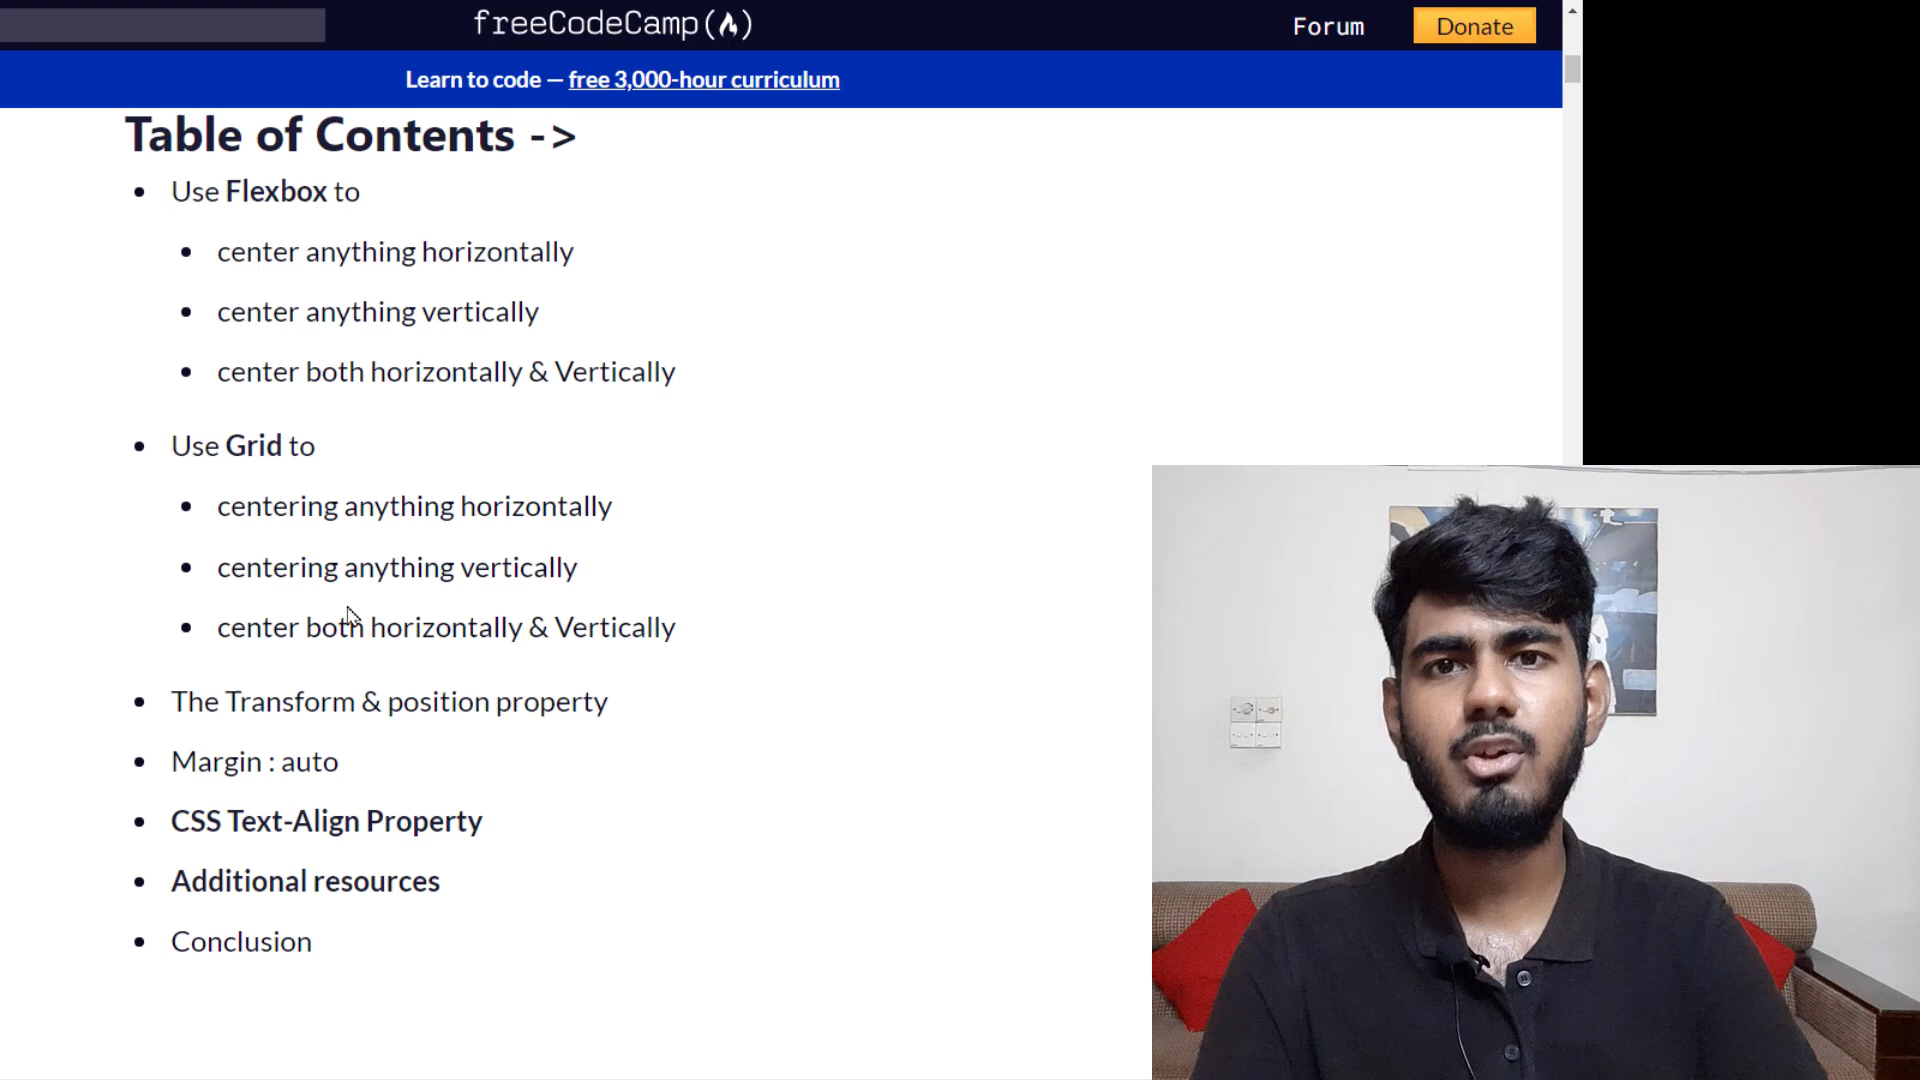 freeCodeCamp(🔥)
Forum
Donate
Learn to code — free 3,000-hour curriculum
Table of Contents ->
Use Flexbox to
center anything horizontally
center anything vertically
center both horizontally & Vertically
Use Grid to
centering anything horizontally
centering anything vertically
center both horizontally & Vertically
The Transform & position property
Margin : auto
CSS Text-Align Property
Additional resources
Conclusion